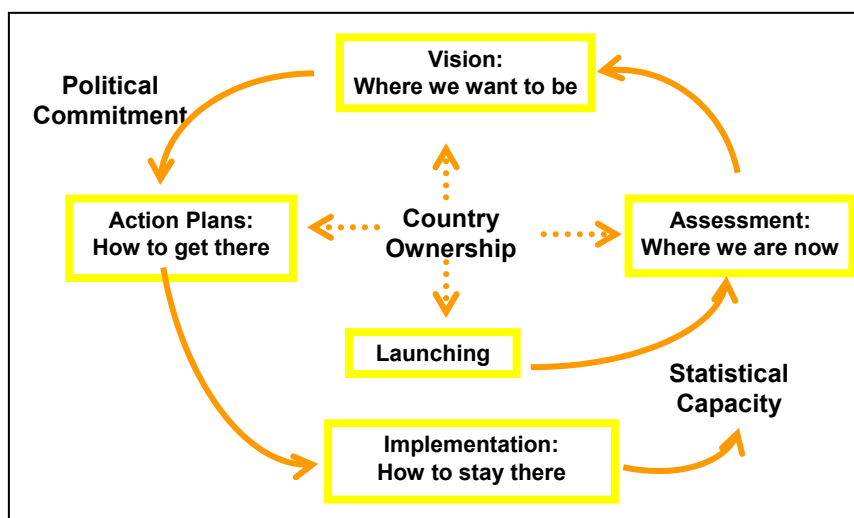 Vision:
Where we want to be
Political
Commitment
Action Plans:
How to get there
Country
Ownership
Assessment:
Where we are now
Launching
Statistical
Capacity
Implementation:
How to stay there